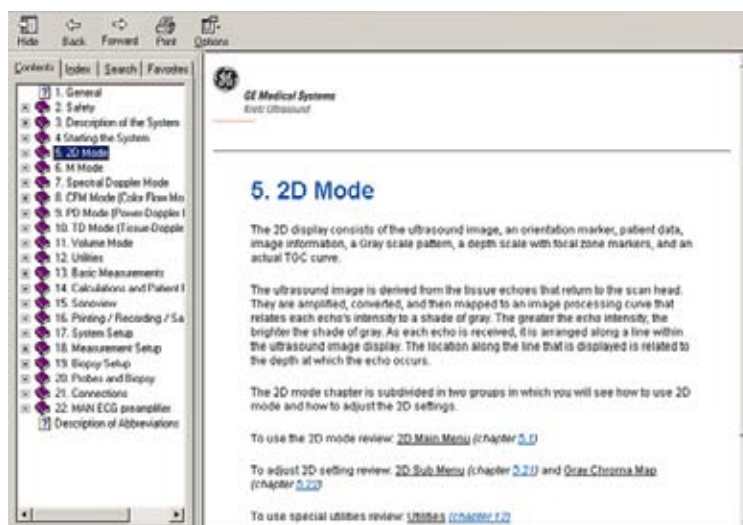 Hide Back Forward Print Options
Contents Index Search Favorites
1. General
2. Safety
3. Description of the System
4 Starting the System
5. 2D Mode
6. M Mode
7. Spectral Doppler Mode
8. CFM Mode (Color Flow Mo
9. PD Mode (Power-Doppler I
10. TD Mode (Tissue-Dopple
11. Volume Mode
12. Utilities
13. Basic Measurements
14. Calculations and Patient I
15. Sonoview
16. Printing / Recording / Sa
17. System Setup
18. Measurement Setup
19. Biopsy Setup
20. Probes and Biopsy
21. Connections
22. MAN ECG preamplifier
Description of Abbreviations
GE Medical Systems
Kretz Ultrasound
5. 2D Mode
The 2D display consists of the ultrasound image, an orientation marker, patient data,
image information, a Gray scale pattern, a depth scale with focal zone markers, and an
actual TGC curve.
The ultrasound image is derived from the tissue echoes that return to the scan head.
They are amplified, converted, and then mapped to an image processing curve that
relates each echo's intensity to a shade of gray. The greater the echo intensity, the
brighter the shade of gray. As each echo is received, it is arranged along a line within
the ultrasound image display. The location along the line that is displayed is related to
the depth at which the echo occurs.
The 2D mode chapter is subdivided in two groups in which you will see how to use 2D
mode and how to adjust the 2D settings.
To use the 2D mode review: 2D Main Menu (chapter 5.1)
To adjust 2D setting review: 2D Sub Menu (chapter 5.21) and Gray Chroma Map
(chapter 5.22)
To use special utilities review: Utilities (chapter 12)